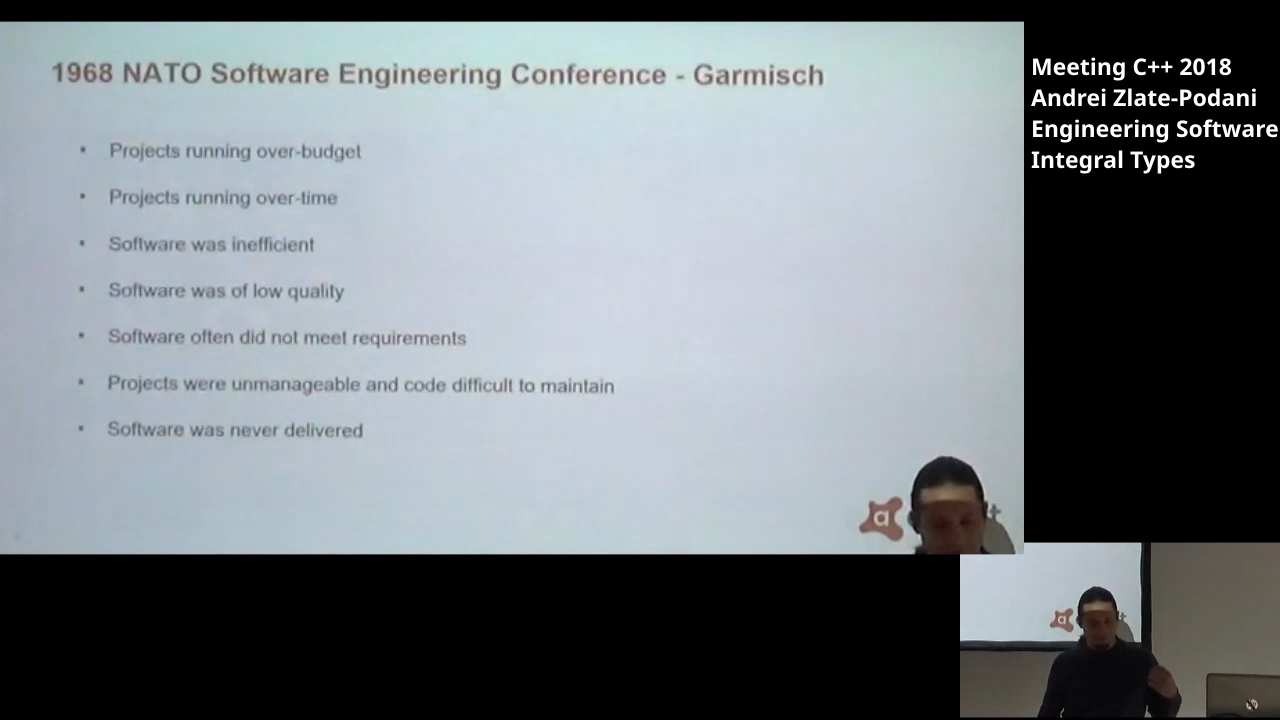 1968 NATO Software Engineering Conference - Garmisch
• Projects running over-budget
• Projects running over-time
• Software was inefficient
• Software was of low quality
• Software often did not meet requirements
• Projects were unmanageable and code difficult to maintain
• Software was never delivered
Meeting C++ 2018
Andrei Zlate-Podani
Engineering Software
Integral Types